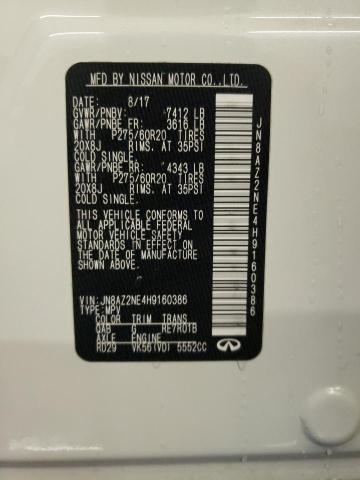 MFD BY NISSAN MOTOR CO.,LTD.
DATE: 8/17
GVWR/PNBV: 7412 LB
GAWR/PNBE FR: 3616 LB
WITH P275/60R20 TIRES
20X8J RIMS. AT 35PSI
COLD SINGLE.
GAWR/PNBE RR: 4343 LB
WITH P275/60R20 TIRES
20X8J RIMS. AT 35PSI
COLD SINGLE.
THIS VEHICLE CONFORMS TO
ALL APPLICABLE FEDERAL
MOTOR VEHICLE SAFETY
STANDARDS IN EFFECT ON
THE DATE OF MANUFACTURE
SHOWN ABOVE.
VIN: JN8AZ2NE4H9160386
TYPE: MPV
COLOR TRIM TRANS
QAB G RE7R01B
AXLE ENGINE
RD29 VK56(VD) 5552CC
INFINITI
JN8AZ2NE4H9160386